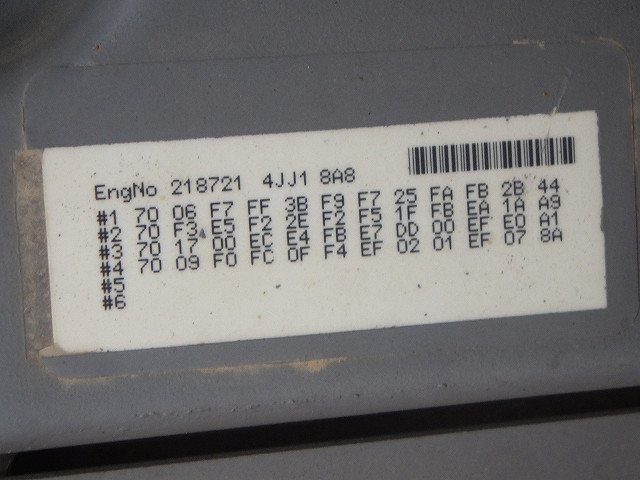 EngNo 218721 4JJ1 8A8
#1 70 06 F7 FF 3B F9 F7 25 FA FB 2B 44
#2 70 F3 E5 F2 2E F2 F5 1F FB EA 1A A9
#3 70 17 00 EC E4 FB E7 DD 00 EF E0 A1
#4 70 09 F0 FC 0F F4 EF 02 01 EF 07 8A
#5
#6